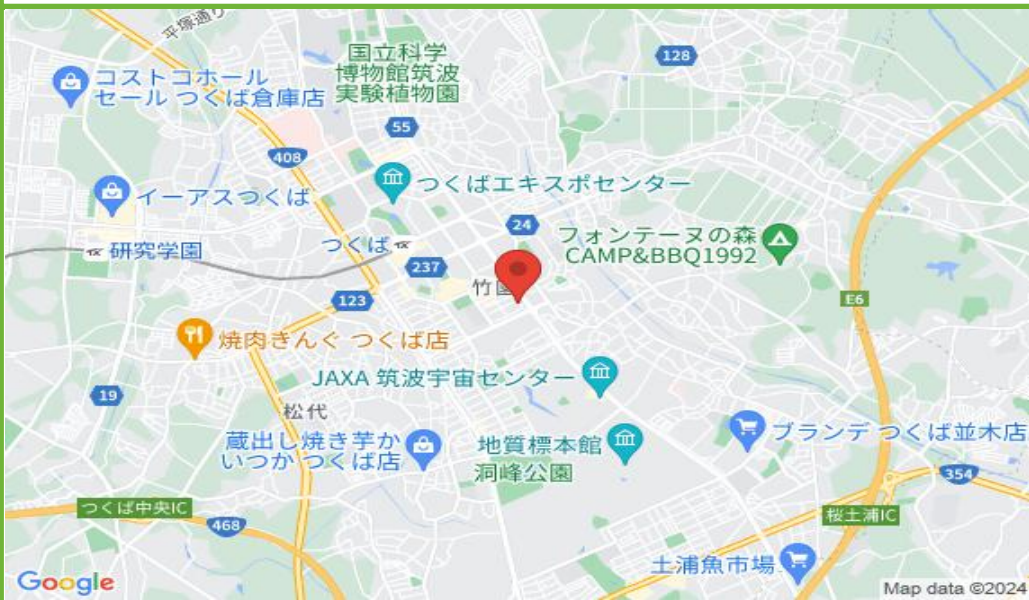 平塚通り
国立科学
博物館筑波
実験植物園
128
コストコホール
セール つくば倉庫店
55
408
つくばエキスポセンター
イーアスつくば
24
つくば
フォンテーヌの森
CAMP&BBQ1992
研究学園
237
竹園
123
E6
焼肉きんぐ つくば店
JAXA 筑波宇宙センター
19
松代
蔵出し焼き芋か
いつか つくば店
地質標本館
洞峰公園
ブランデ つくば並木店
354
つくば中央IC
468
桜土浦IC
土浦魚市場
Google
Map data ©2024